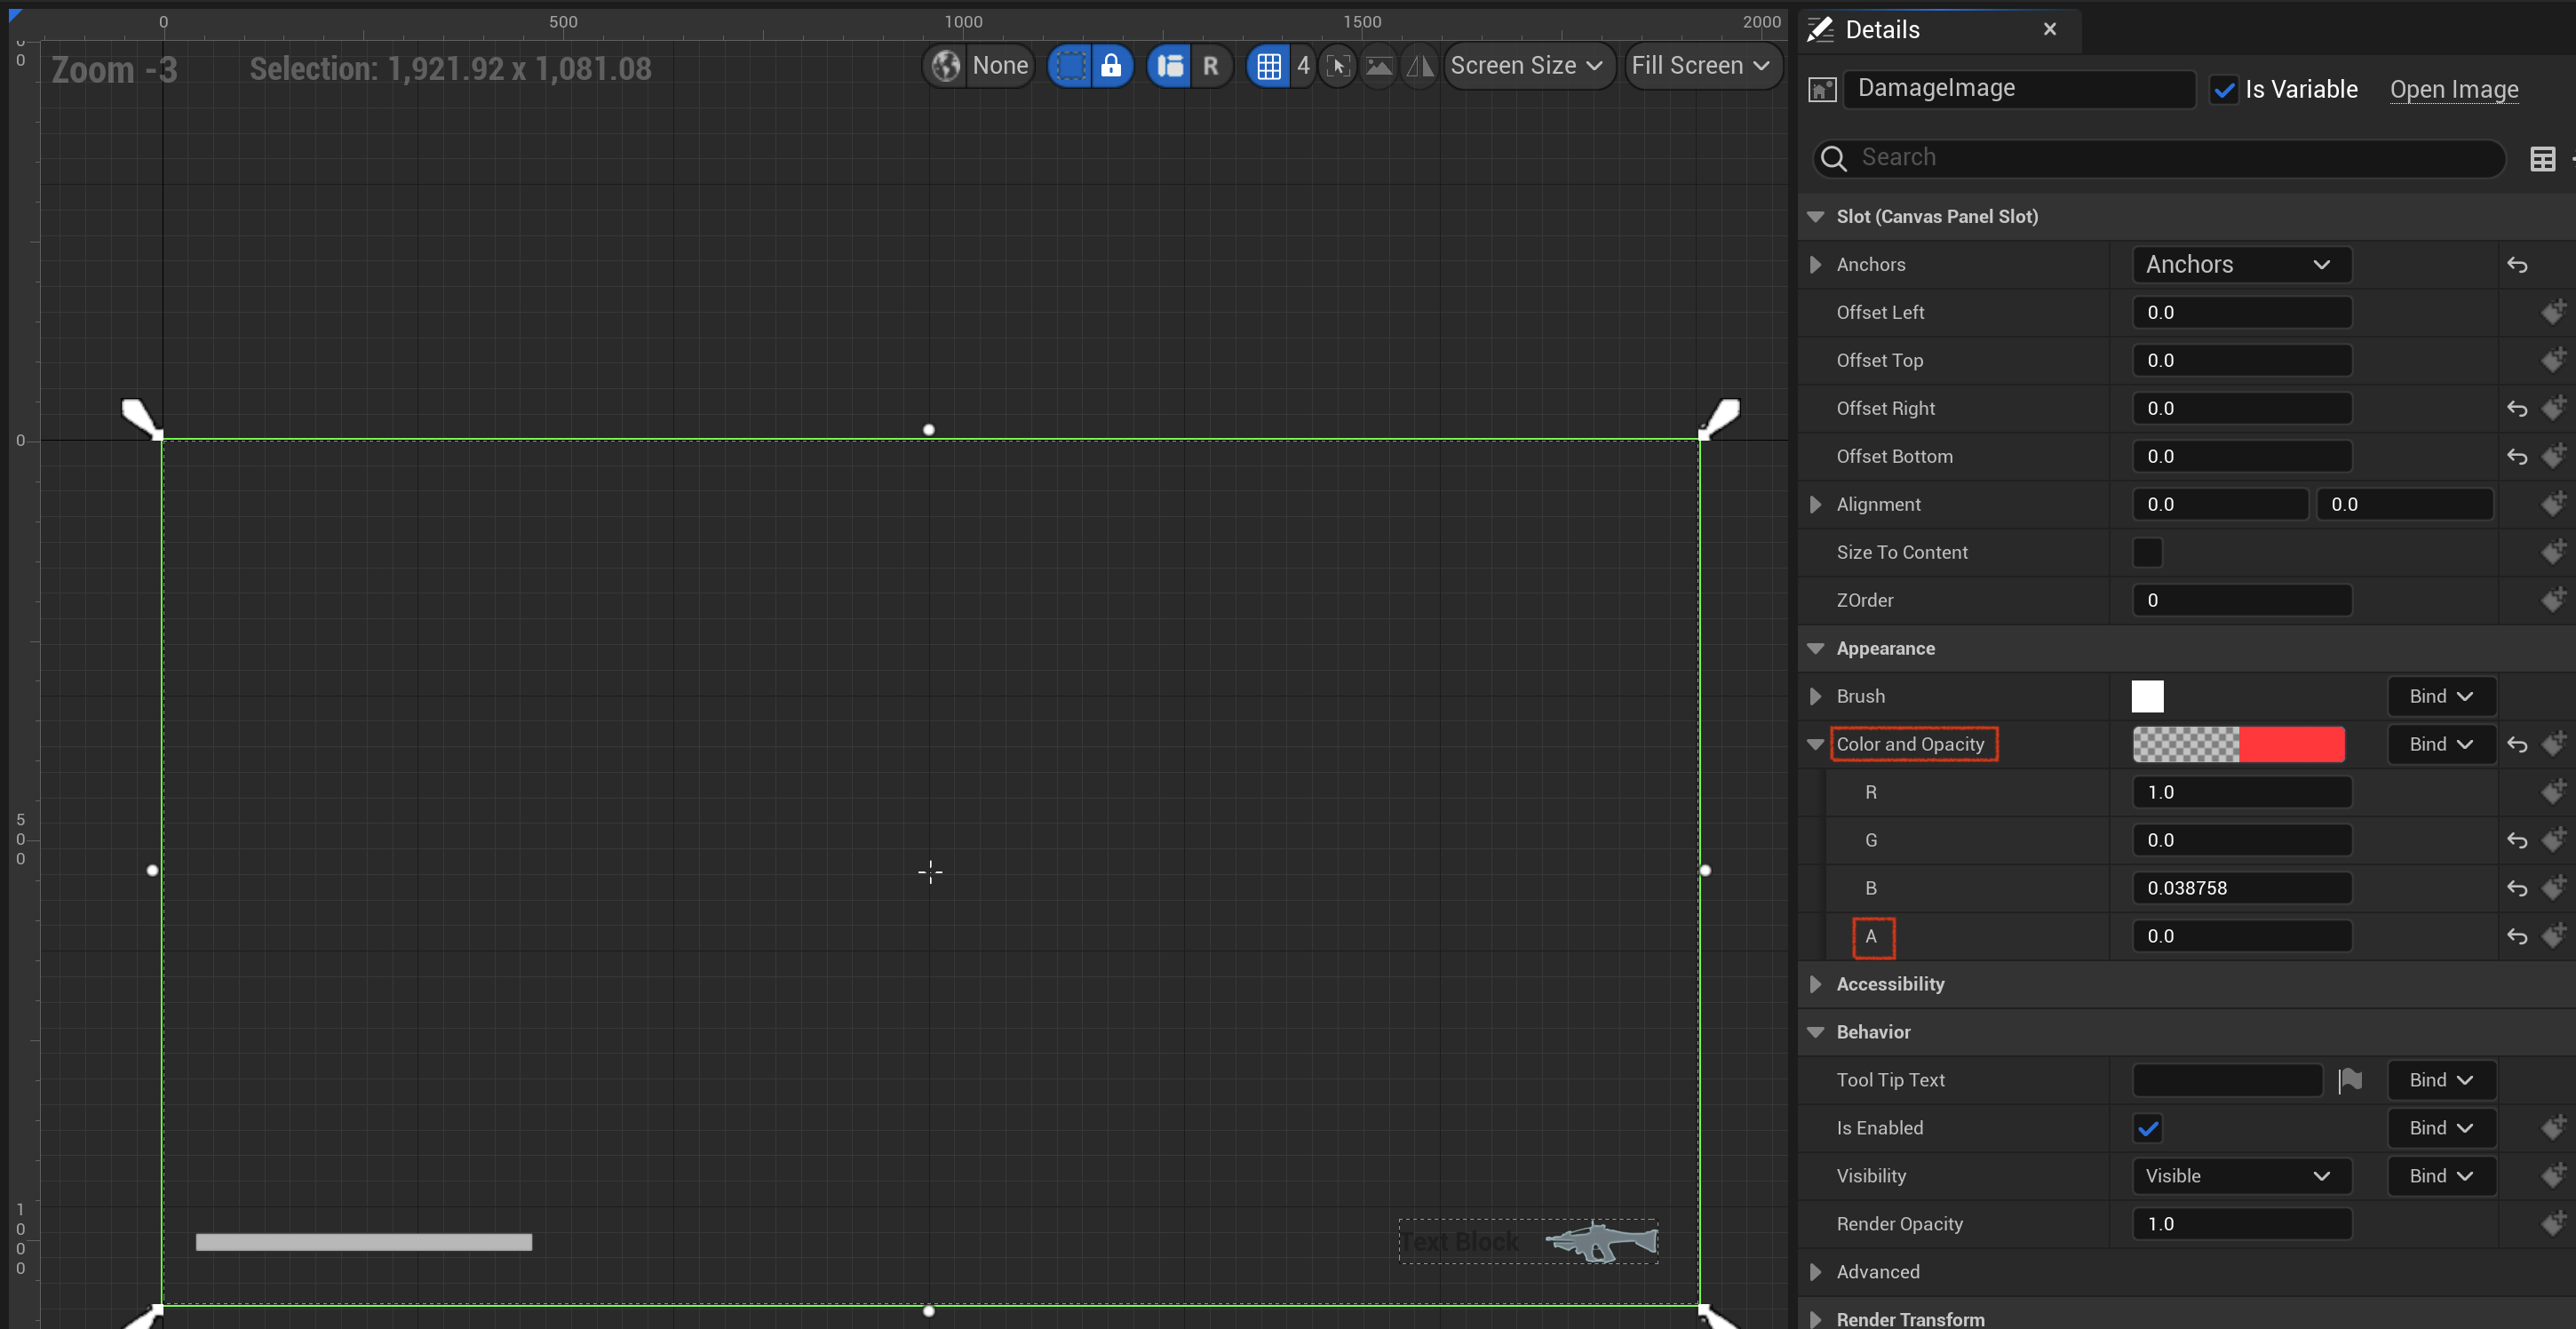 0 500 1000 1500 2000
Zoom -3 Selection: 1,921.92 x 1,081.08
None R 4 Screen Size Fill Screen
0
0
0
500
1000
Text Block
Details
DamageImage Is Variable Open Image
Search
Slot (Canvas Panel Slot)
Anchors Anchors
Offset Left 0.0
Offset Top 0.0
Offset Right 0.0
Offset Bottom 0.0
Alignment 0.0 0.0
Size To Content
ZOrder 0
Appearance
Brush Bind
Color and Opacity Bind
R 1.0
G 0.0
B 0.038758
A 0.0
Accessibility
Behavior
Tool Tip Text Bind
Is Enabled Bind
Visibility Visible Bind
Render Opacity 1.0
Advanced
Render Transform